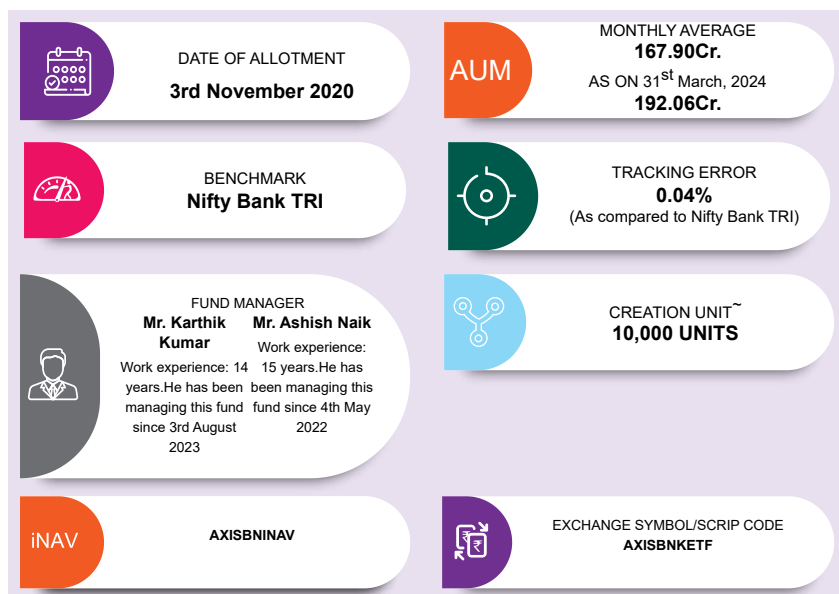 DATE OF ALLOTMENT
3rd November 2020
AUM
MONTHLY AVERAGE
167.90Cr.
AS ON 31st March, 2024
192.06Cr.
BENCHMARK
Nifty Bank TRI
TRACKING ERROR
0.04%
(As compared to Nifty Bank TRI)
FUND MANAGER
Mr. Karthik
Kumar
Work experience: 14
years.He has been
managing this fund
since 3rd August
2023
Mr. Ashish Naik
Work experience:
15 years.He has
been managing this
fund since 4th May
2022
CREATION UNIT~
10,000 UNITS
iNAV
AXISBNINAV
EXCHANGE SYMBOL/SCRIP CODE
AXISBNKETF
₹
₹